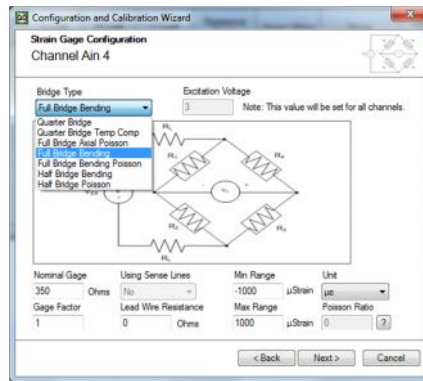 Configuration and Calibration Wizard
Strain Gage Configuration
Channel Ain 4
Bridge Type
Excitation Voltage
Full Bridge Bending
3
Note: This value will be set for all channels.
Quarter Bridge
Quarter Bridge Temp Comp
Full Bridge Axial Poisson
Full Bridge Bending
Full Bridge Bending Poisson
Half Bridge Bending
Half Bridge Poisson
Nominal Gage
Using Sense Lines
Min Range
Unit
350 Ohms
No
-1000 µStrain
µε
Gage Factor
Lead Wire Resistance
Max Range
Poisson Ratio
1
0 Ohms
1000 µStrain
0
?
< Back
Next >
Cancel